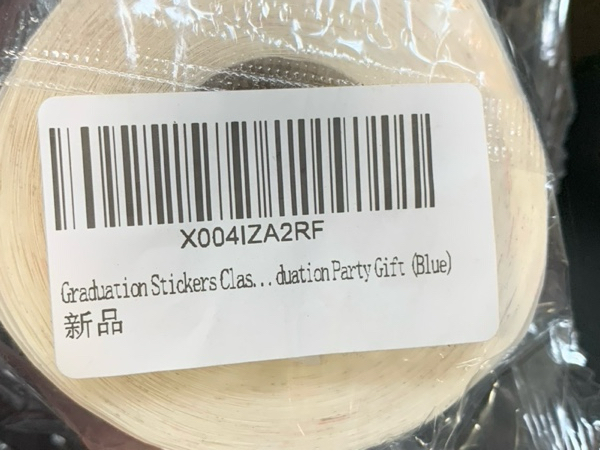 X004IZA2RF
Graduation Stickers Clas...duation Party Gift (Blue)
新品